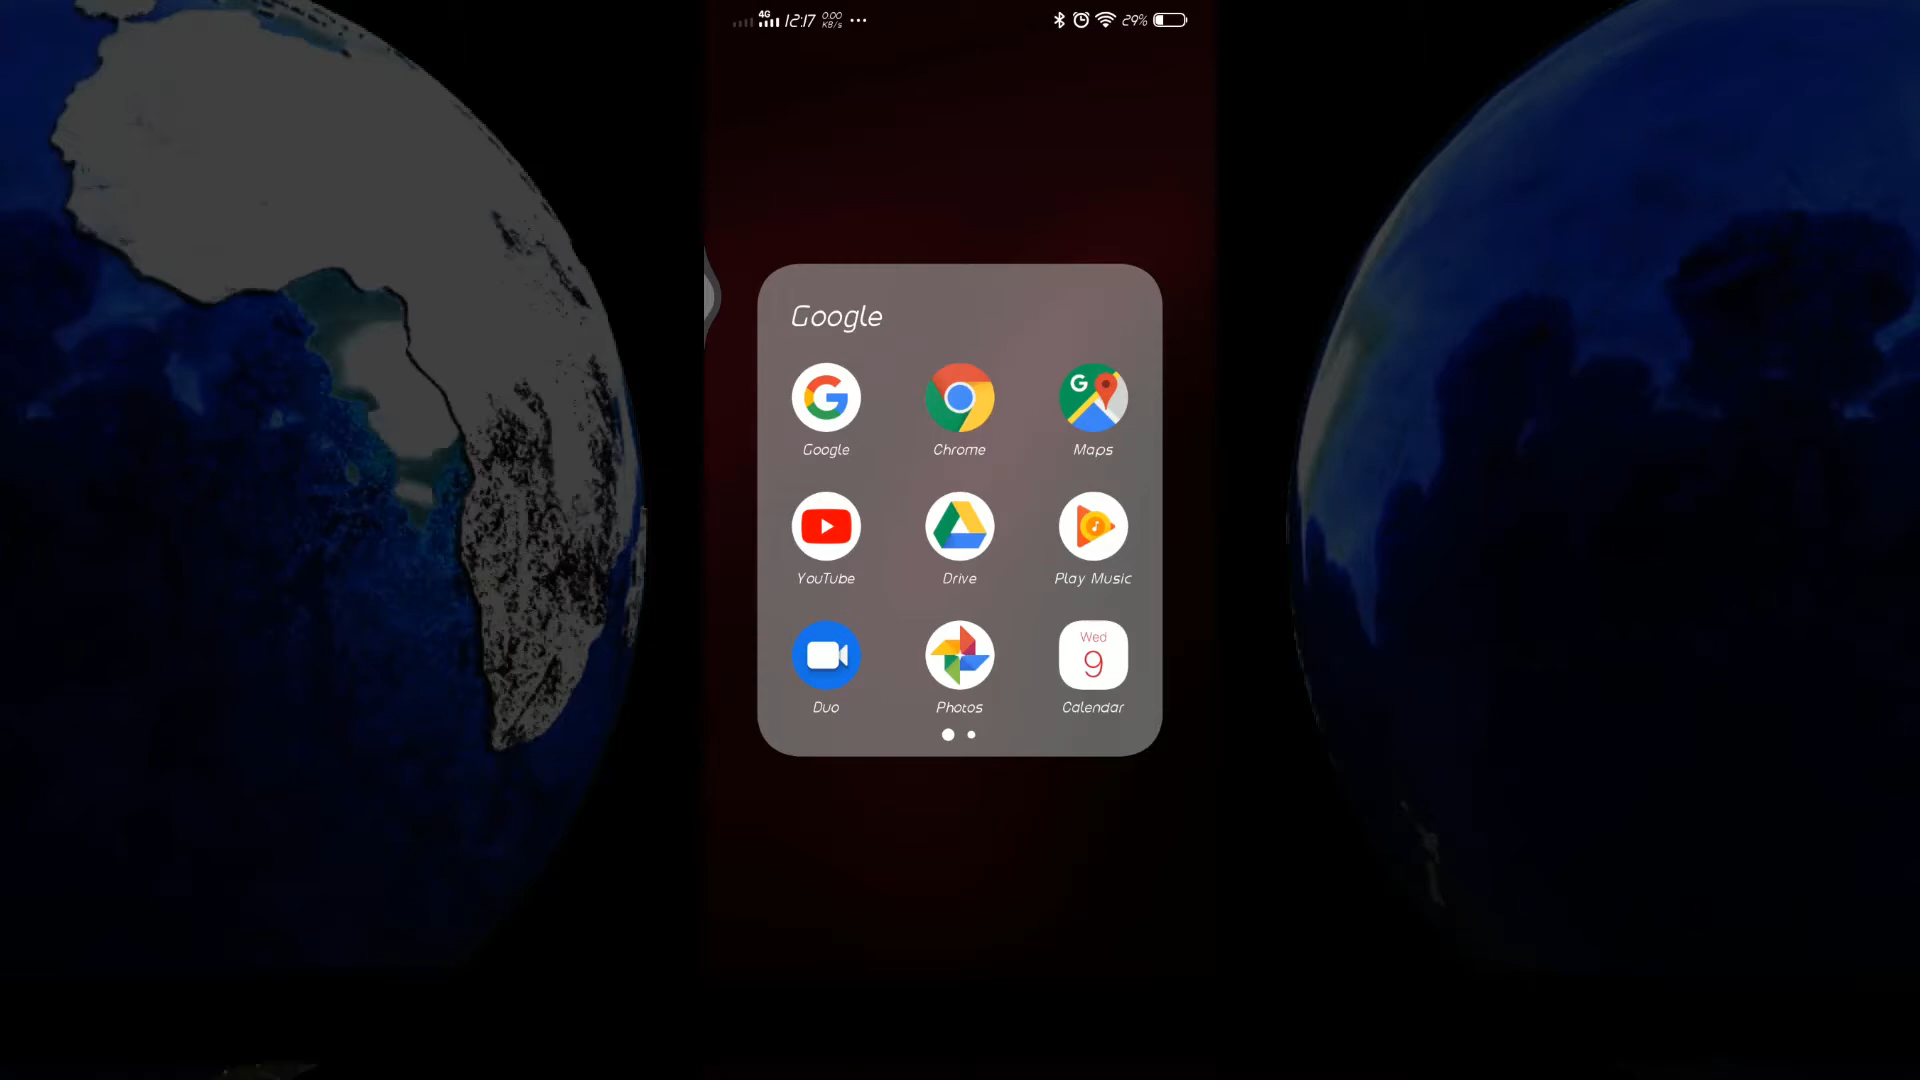 4G 12:17 0.00 KB/s ... 29%
Google
G
Google Chrome Maps
YouTube Drive Play Music
Wed
9
Duo Photos Calendar